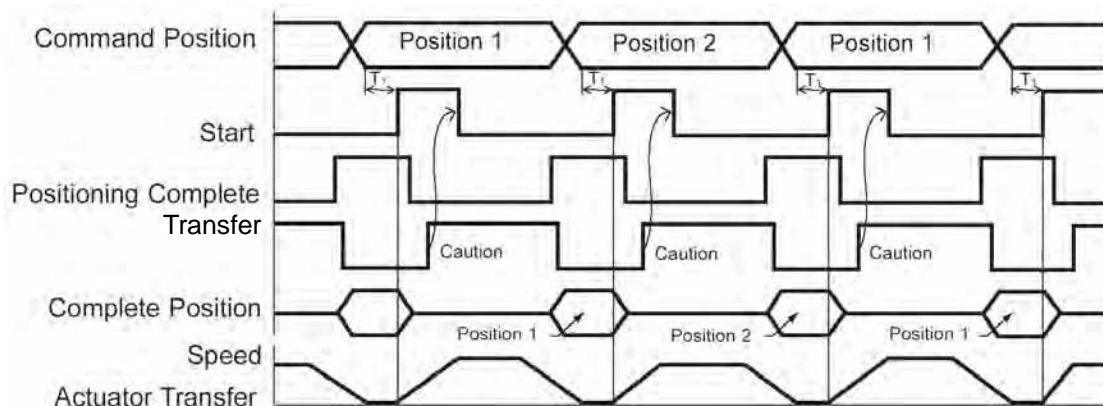 Command Position
Position 1
Position 2
Position 1
T₁
T₁
T₁
T₁
Start
Positioning Complete
Transfer
Caution
Caution
Caution
Complete Position
Position 1
Position 2
Position 1
Speed
Actuator Transfer